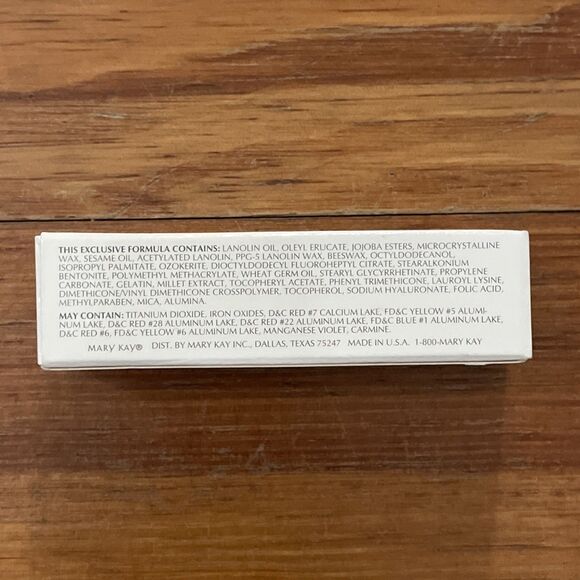 THIS EXCLUSIVE FORMULA CONTAINS: LANOLIN OIL, OLEYL ERUCATE, JOJOBA ESTERS, MICROCRYSTALLINE
WAX, SESAME OIL, ACETYLATED LANOLIN, PPG-5 LANOLIN WAX, BEESWAX, OCTYLDODECANOL,
ISOPROPYL PALMITATE, OZOKERITE, DIOCTYLDODECYL FLUOROHEPTYL CITRATE, STEARALKONIUM
BENTONITE, POLYMETHYL METHACRYLATE, WHEAT GERM OIL, STEARYL GLYCYRRHETINATE, PROPYLENE
CARBONATE, GELATIN, MILLET EXTRACT, TOCOPHERYL ACETATE, PHENYL TRIMETHICONE, LAUROYL LYSINE,
DIMETHICONE/VINYL DIMETHICONE CROSSPOLYMER, TOCOPHEROL, SODIUM HYALURONATE, FOLIC ACID,
METHYLPARABEN, MICA, ALUMINA.
MAY CONTAIN: TITANIUM DIOXIDE, IRON OXIDES, D&C RED #7 CALCIUM LAKE, FD&C YELLOW #5 ALUMI-
NUM LAKE, D&C RED #28 ALUMINUM LAKE, D&C RED #22 ALUMINUM LAKE, FD&C BLUE #1 ALUMINUM LAKE,
D&C RED #6, FD&C YELLOW #6 ALUMINUM LAKE, MANGANESE VIOLET, CARMINE.
MARY KAY® DIST. BY MARY KAY INC., DALLAS, TEXAS 75247 MADE IN U.S.A. 1-800-MARY KAY